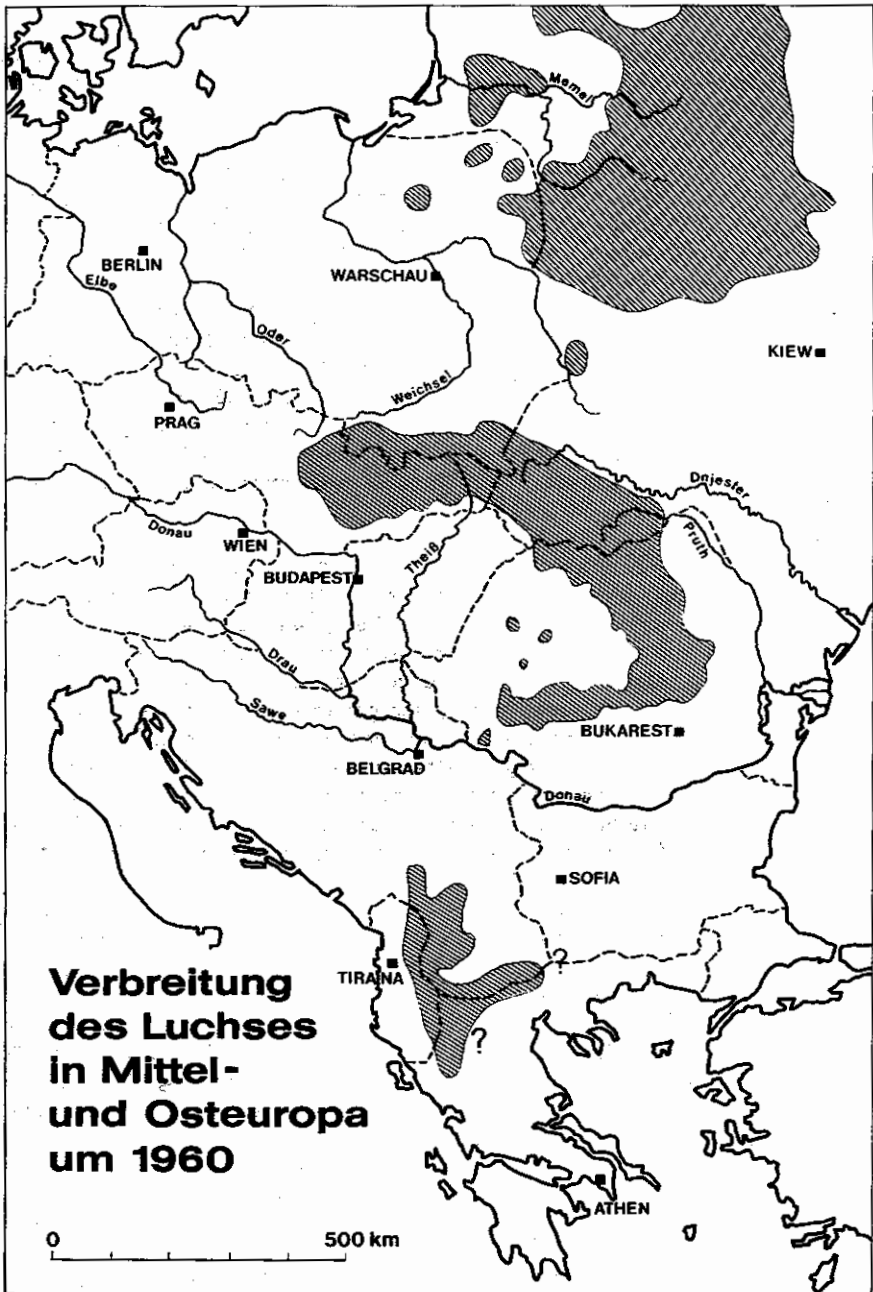 Memel
BERLIN
Elbe
WARSCHAU
Oder
KIEW
Weichsel
PRAG
Dnjester
Donau
WIEN
Pruth
Theiß
BUDAPEST
Drau
Sawe
BUKAREST
BELGRAD
Donau
SOFIA
?
TIRANA
?
Verbreitung
des Luchses
in Mittel-
und Osteuropa
um 1960
ATHEN
0 500 km